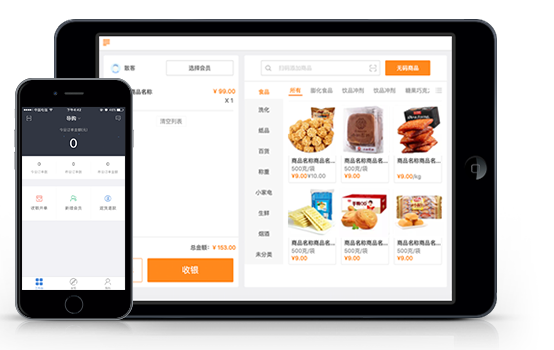 散客
选择会员
扫码添加商品
无码商品
商品名称
¥ 99.00
X 1
清空列表
总金额: ¥ 153.00
收银
食品
洗化
纸品
百货
称重
小家电
生鲜
烟酒
未分类
所有
膨化食品
饮品冲剂
饮品冲剂
糖果巧克
商品名称商品名...
500克/袋
¥9.00¥10.00
商品名称商品名...
500克/袋
¥9.00
商品名称商品名...
¥9.00/kg
商品名称商品名...
500克/袋
¥9.00
商品名称商品名...
500克/袋
¥9.00
商品名称商品名...
500克/袋
¥9.00
导购
0
0
0
0